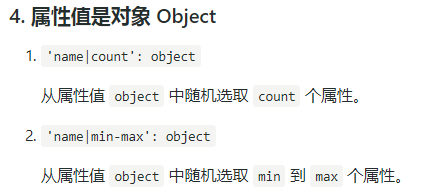 4. 属性值是对象 Object
1. 'name|count': object
从属性值 object 中随机选取 count 个属性。
2. 'name|min-max': object
从属性值 object 中随机选取 min 到 max 个属性。